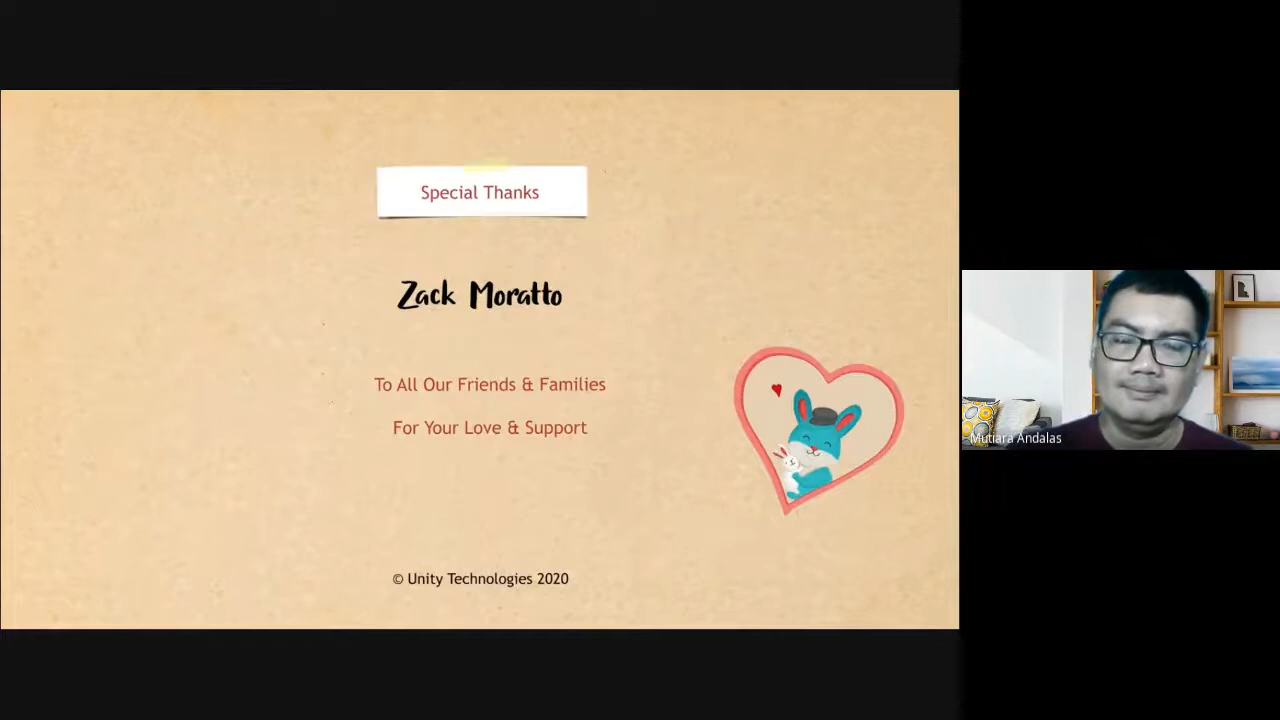 Special Thanks
Zack Moratto
To All Our Friends & Families
For Your Love & Support
© Unity Technologies 2020
Mutiara Andalas